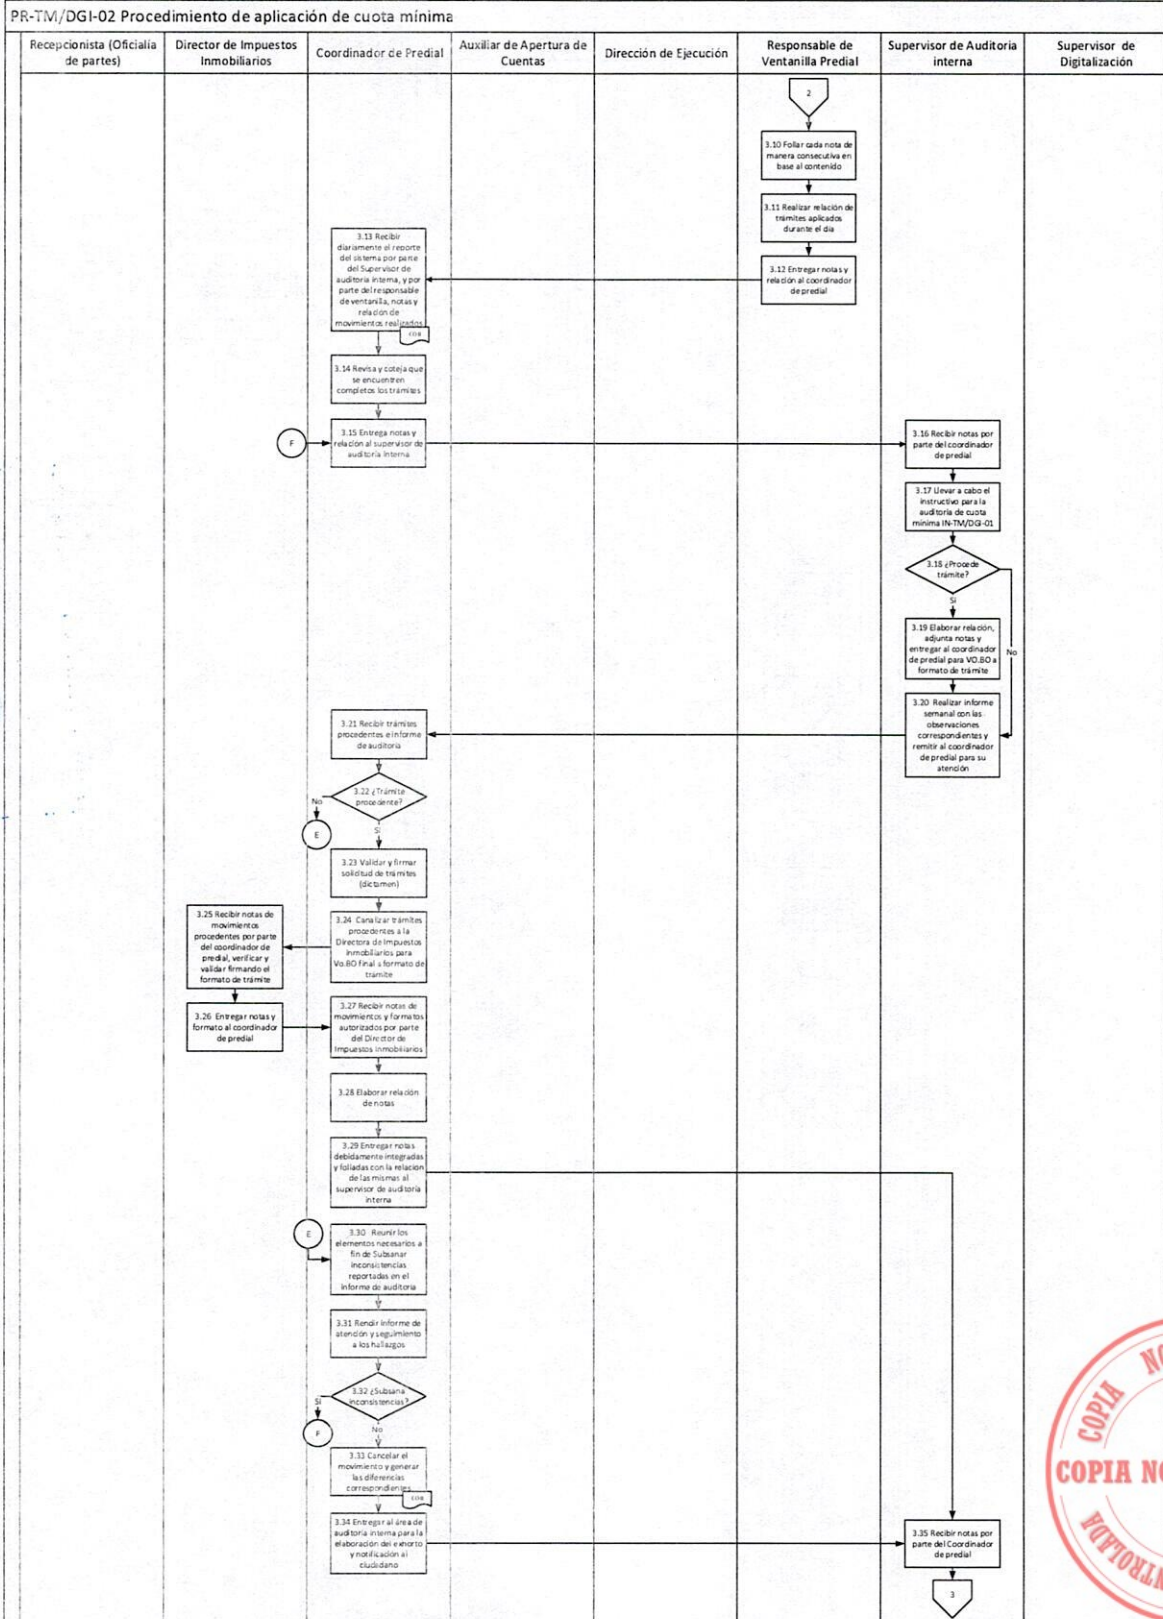 PR-TM/DGI-02 Procedimiento de aplicación de cuota mínima
Recepcionista (Oficialía
de partes)
Director de Impuestos
Inmobiliarios
Coordinador de Predial
Auxiliar de Apertura de
Cuentas
Dirección de Ejecución
Responsable de
Ventanilla Predial
Supervisor de Auditoria
interna
Supervisor de
Digitalización
2
3.10 Foliar cada nota de
manera consecutiva en
base al contenido
3.11 Realizar relación de
trámites aplicados
durante el día
3.12 Entregar notas y
relación al coordinador
de predial
3.13 Recibir
diariamente el reporte
del sistema por parte
del Supervisor de
auditoría interna, y por
parte del responsable
de ventanilla, notas y
relación de
movimientos realizados
3.14 Revisa y coteja que
se encuentren
completos los trámites
F
3.15 Entrega notas y
relación al supervisor de
auditoría interna
3.16 Recibir notas por
parte del coordinador
de predial
3.17 Llevar a cabo el
instructivo para la
auditoría de cuota
mínima IN-TM/DGI-01
3.18 ¿Procede
trámite?
Si
No
3.19 Elaborar relación,
adjunta notas y
entregar al coordinador
de predial para VO.BO a
formato de trámite
3.20 Realizar informe
semanal con las
observaciones
correspondientes y
remitir al coordinador
de predial para su
atención
3.21 Recibir trámites
procedentes e informe
de auditoría
3.22 ¿Trámite
procedente?
No
E
Si
3.23 Validar y firmar
solicitud de trámites
(dictamen)
3.24 Canalizar trámites
procedentes a la
Directora de Impuestos
Inmobiliarios para
Vo.BO final a formato de
trámite
3.25 Recibir notas de
movimientos
procedentes por parte
del coordinador de
predial, verificar y
validar firmando el
formato de trámite
3.26 Entregar notas y
formato al coordinador
de predial
3.27 Recibir notas de
movimientos y formatos
autorizados por parte
del Director de
Impuestos Inmobiliarios
3.28 Elaborar relación
de notas
3.29 Entregar notas
debidamente integradas
y foliadas con la relación
de las mismas al
supervisor de auditoría
interna
E
3.30 Reunir los
elementos necesarios a
fin de Subsanar
inconsistencias
reportadas en el
informe de auditoría
3.31 Rendir informe de
atención y seguimiento
a los hallazgos
3.32 ¿Subsana
inconsistencias?
Si
F
No
3.33 Cancelar el
movimiento y generar
las diferencias
correspondientes
3.34 Entregar al área de
auditoría interna para la
elaboración del exhorto
y notificación al
ciudadano
3.35 Recibir notas por
parte del Coordinador
de predial
3
COPIA NO
COPIA NO